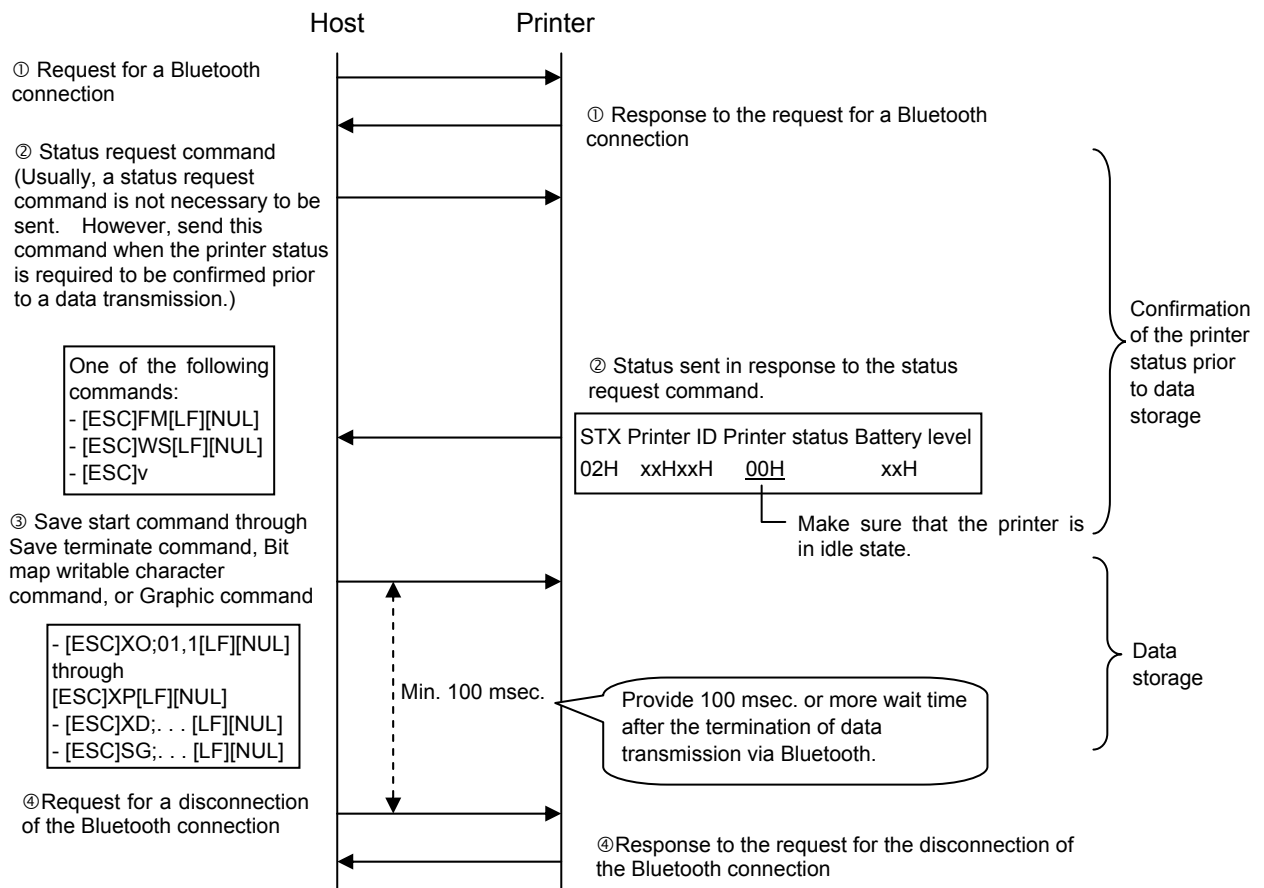 Host Printer
① Request for a Bluetooth
connection
① Response to the request for a Bluetooth
connection
② Status request command
(Usually, a status request
command is not necessary to be
sent. However, send this
command when the printer status
is required to be confirmed prior
to a data transmission.)
One of the following
commands:
- [ESC]FM[LF][NUL]
- [ESC]WS[LF][NUL]
- [ESC]v
② Status sent in response to the status
request command.
STX Printer ID Printer status Battery level
02H xxHxxH 00H xxH
Make sure that the printer is
in idle state.
Confirmation
of the printer
status prior
to data
storage
③ Save start command through
Save terminate command, Bit
map writable character
command, or Graphic command
- [ESC]XO;01,1[LF][NUL]
through
[ESC]XP[LF][NUL]
- [ESC]XD;. . . [LF][NUL]
- [ESC]SG;. . . [LF][NUL]
Min. 100 msec.
Provide 100 msec. or more wait time
after the termination of data
transmission via Bluetooth.
Data
storage
④Request for a disconnection
of the Bluetooth connection
④Response to the request for the disconnection of
the Bluetooth connection